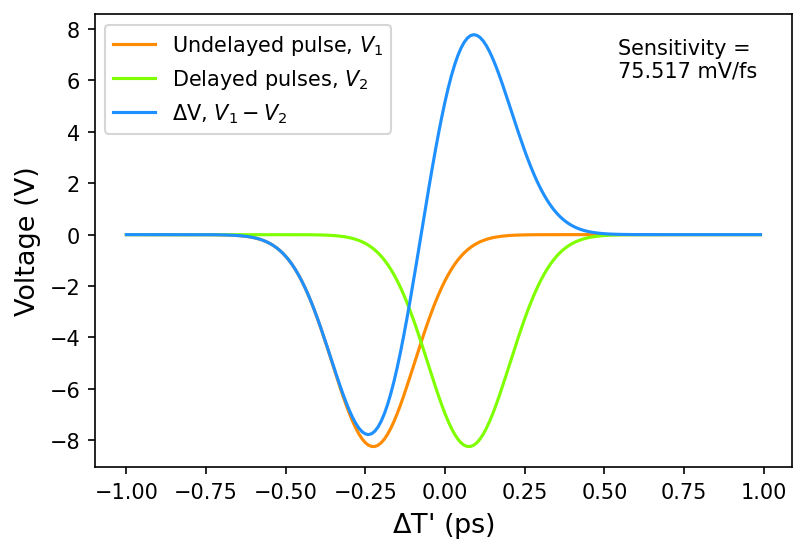 Undelayed pulse, V₁
Delayed pulses, V₂
ΔV, V₁ − V₂
Sensitivity =
75.517 mV/fs
Voltage (V)
8
6
4
2
0
−2
−4
−6
−8
−1.00 −0.75 −0.50 −0.25 0.00 0.25 0.50 0.75 1.00
ΔT' (ps)